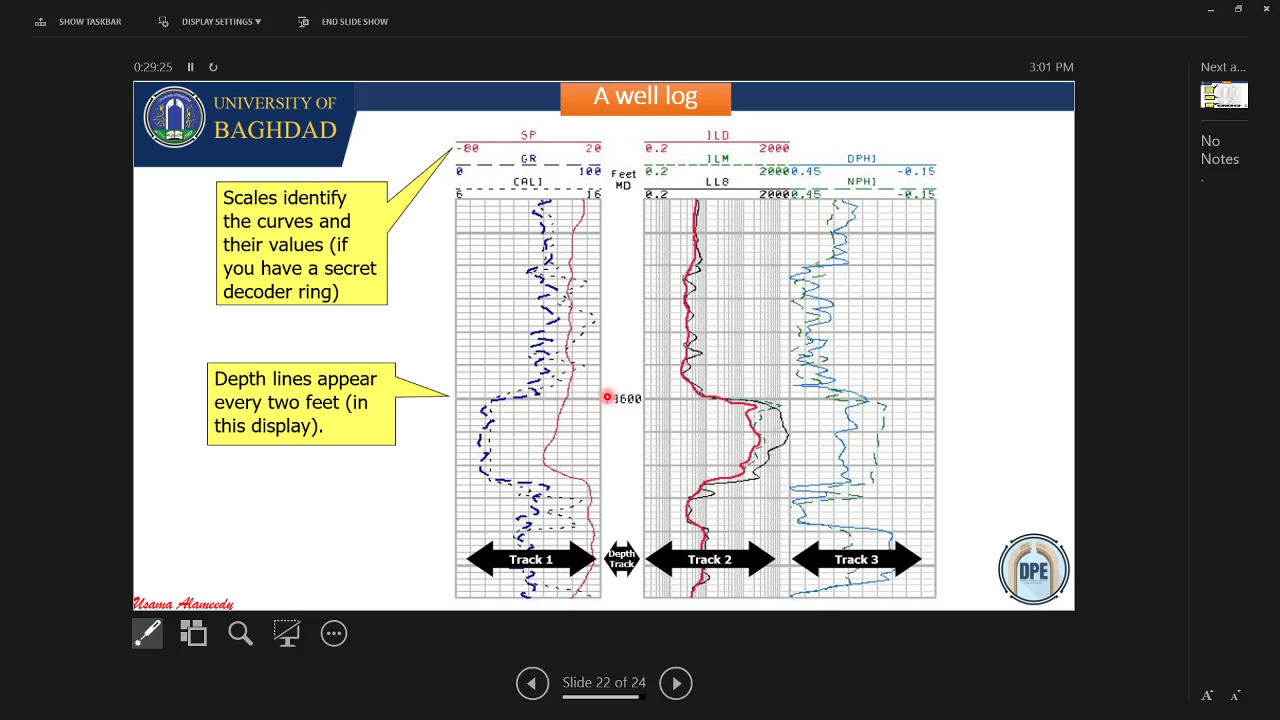 SHOW TASKBAR
DISPLAY SETTINGS ▼
END SLIDE SHOW
0:29:25
3:01 PM
Next a...
No
Notes
.
UNIVERSITY OF
BAGHDAD
A well log
Scales identify
the curves and
their values (if
you have a secret
decoder ring)
Depth lines appear
every two feet (in
this display).
SP
-80 20
GR
0 100
CALI
6 16
Feet
MD
ILD
0.2 2000
ILM
0.2 2000
LL8
0.2 2000
DPHI
0.45 -0.15
NPHI
0.45 -0.15
1600
Track 1
Depth
Track
Track 2
Track 3
DPE
Usama Alameedy
Slide 22 of 24
A A